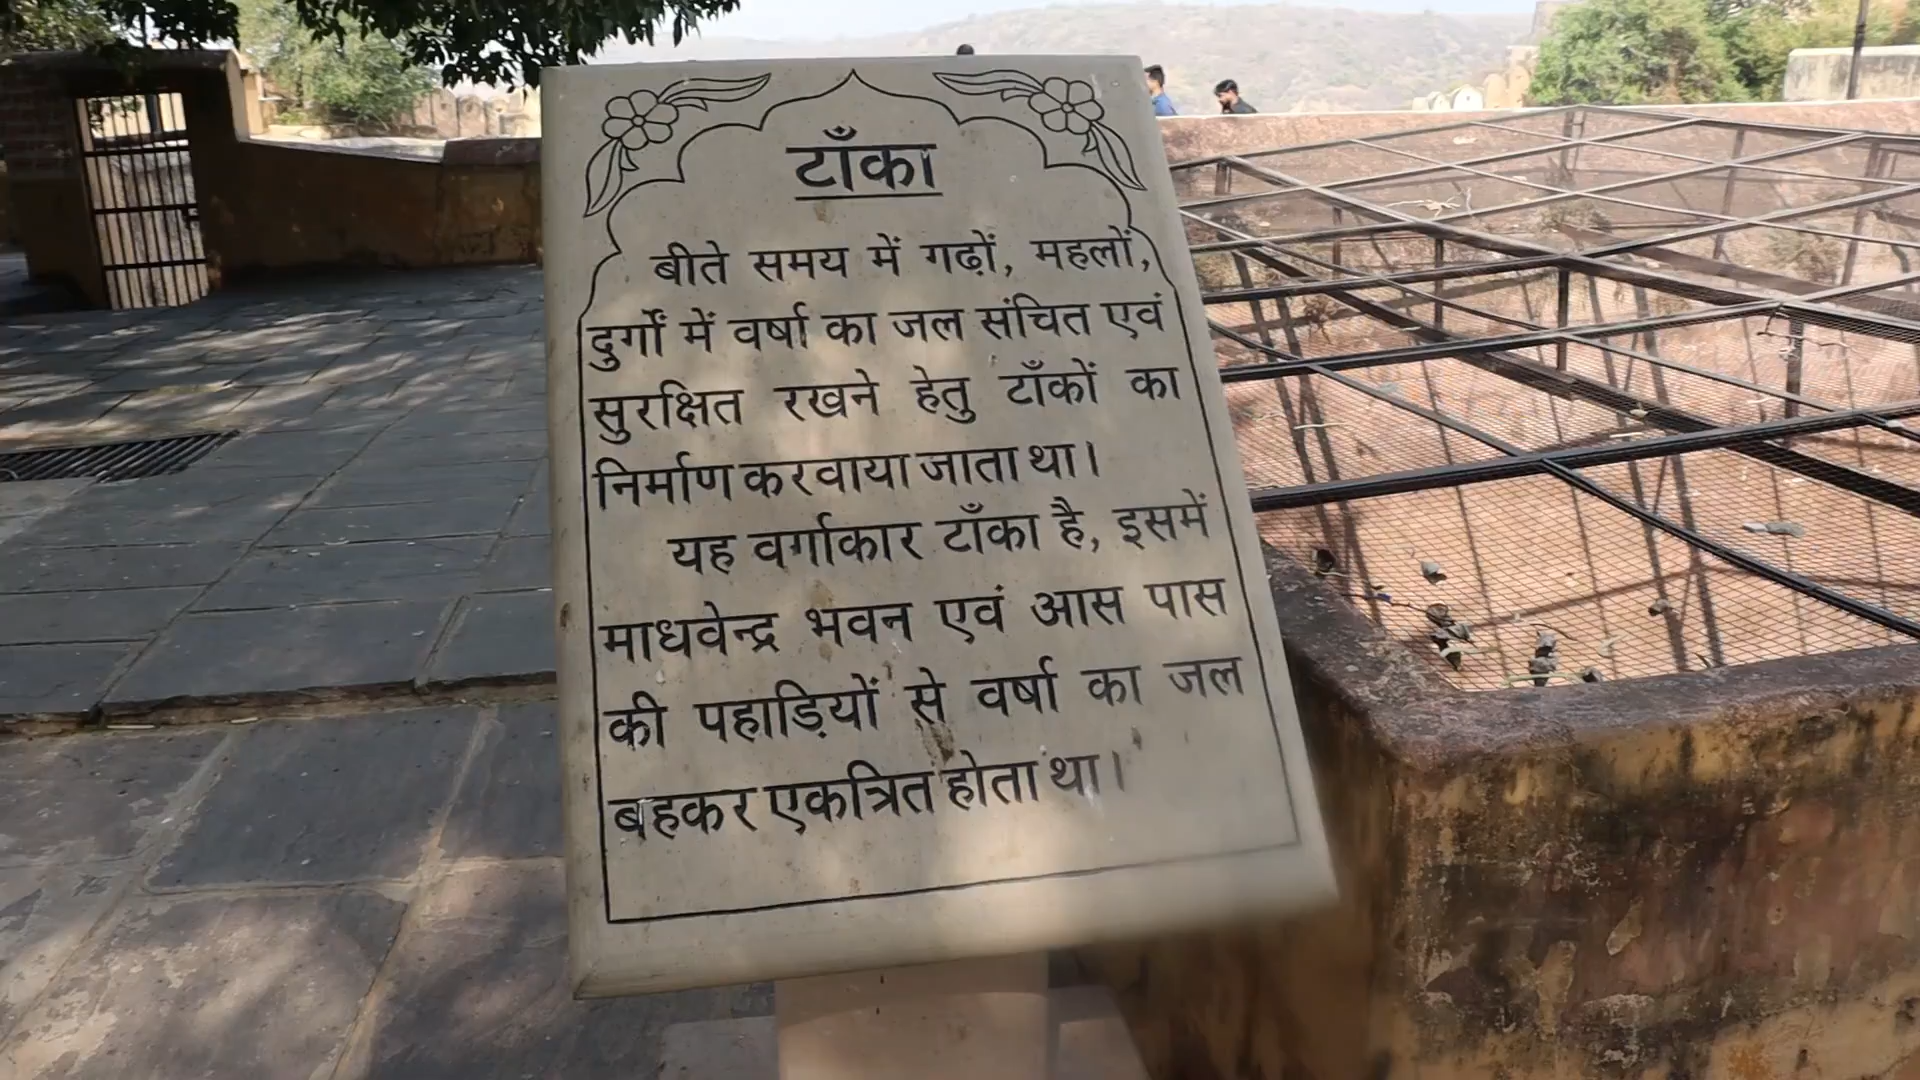 टाँका
बीते समय में गढ़ों, महलों,
दुर्गों में वर्षा का जल संचित एवं
सुरक्षित रखने हेतु टाँकों का
निर्माण करवाया जाता था।
यह वर्गाकार टाँका है, इसमें
माधवेन्द्र भवन एवं आस पास
की पहाड़ियों से वर्षा का जल
बहकर एकत्रित होता था।